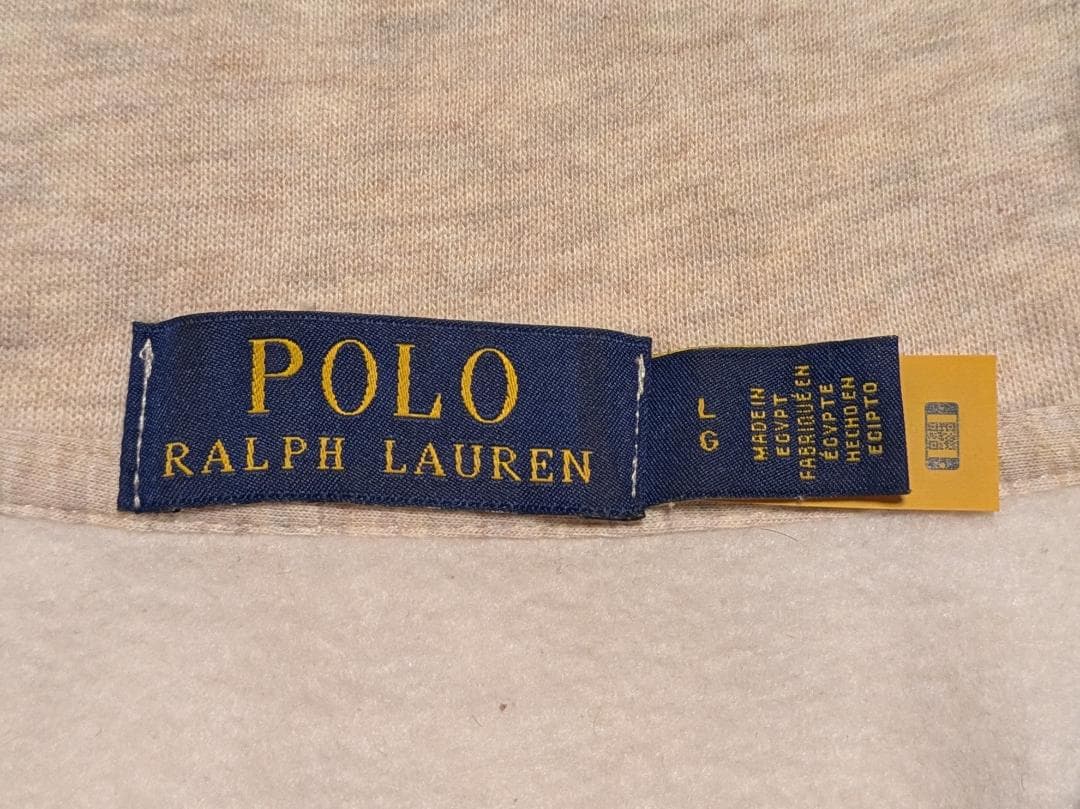 POLO
RALPH LAUREN
L
G
MADE IN
EGYPT
FABRIQUÉ EN
ÉGYPTE
HECHO EN
EGIPTO